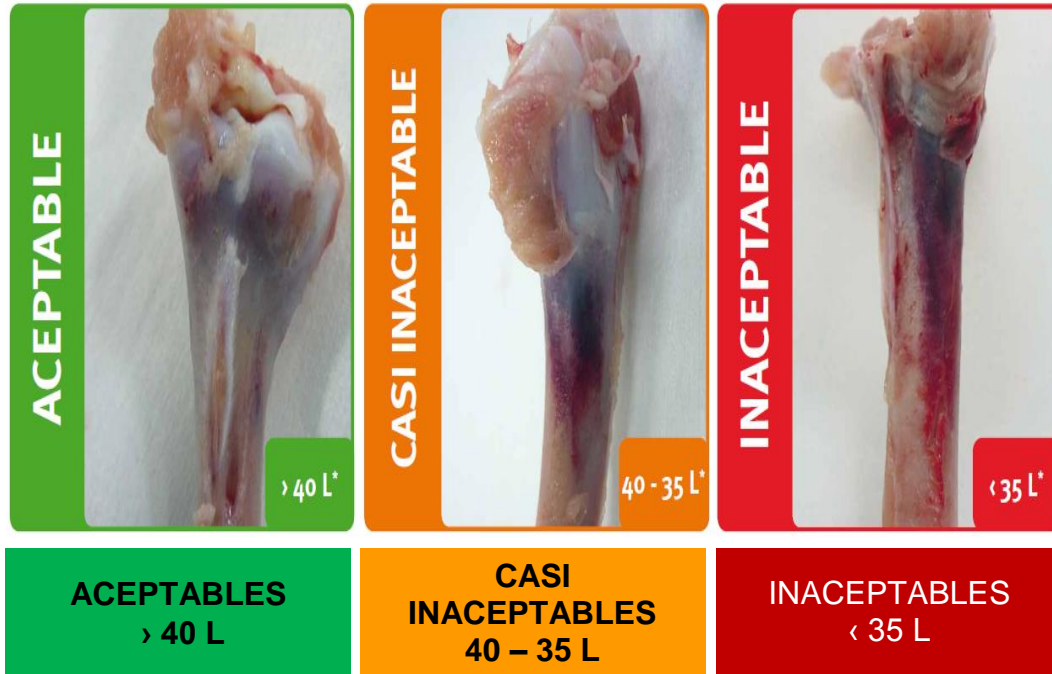 ACEPTABLE
› 40 L*
CASI INACEPTABLE
40 - 35 L*
INACEPTABLE
‹ 35 L*
ACEPTABLES
› 40 L
CASI
INACEPTABLES
40 – 35 L
INACEPTABLES
‹ 35 L